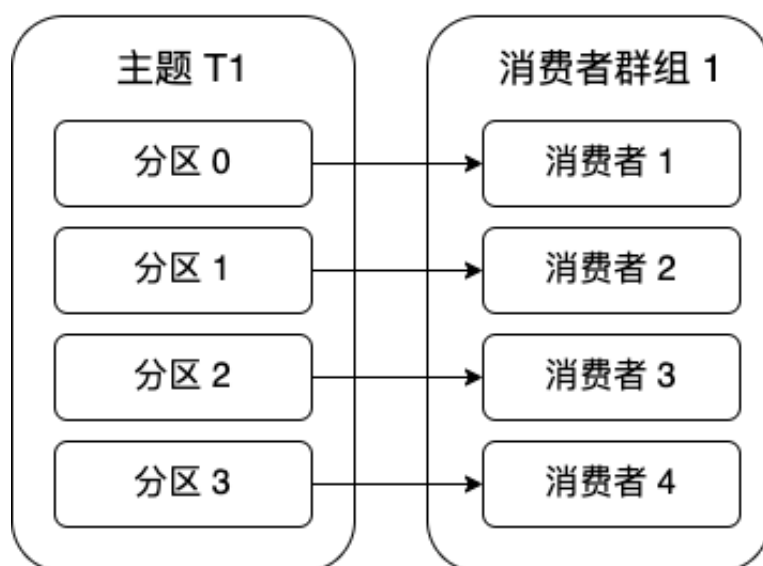 主题 T1
分区 0
分区 1
分区 2
分区 3
消费者群组 1
消费者 1
消费者 2
消费者 3
消费者 4